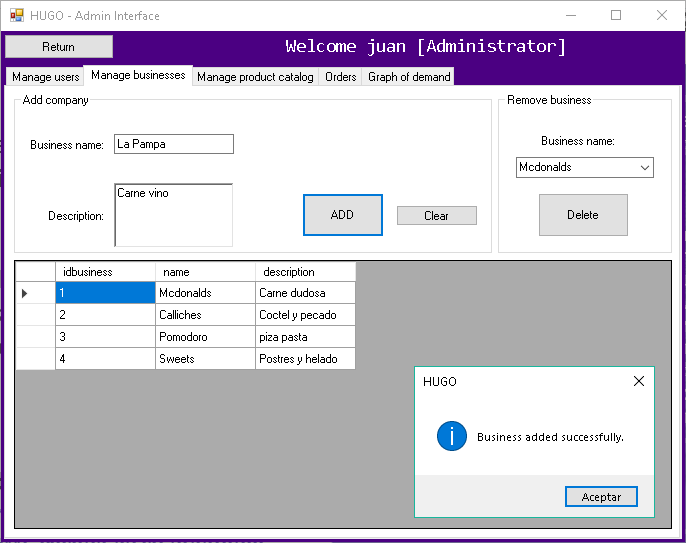 HUGO - Admin Interface
Return
Welcome juan [Administrator]
Manage users Manage businesses Manage product catalog Orders Graph of demand
Add company
Business name: La Pampa
Description: Carne vino
ADD
Clear
Remove business
Business name:
Mcdonalds
Delete
idbusiness name description
1 Mcdonalds Carne dudosa
2 Calliches Coctel y pecado
3 Pomodoro piza pasta
4 Sweets Postres y helado
HUGO
Business added successfully.
Aceptar